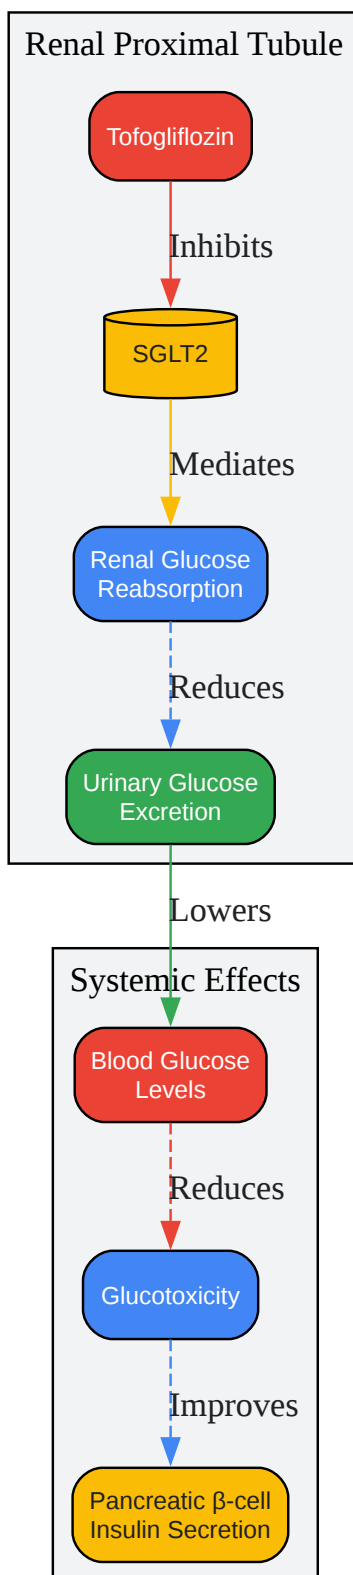 Renal Proximal Tubule
Tofogliflozin
Inhibits
SGLT2
Mediates
Renal Glucose
Reabsorption
Reduces
Urinary Glucose
Excretion
Lowers
Systemic Effects
Blood Glucose
Levels
Reduces
Glucotoxicity
Improves
Pancreatic β-cell
Insulin Secretion